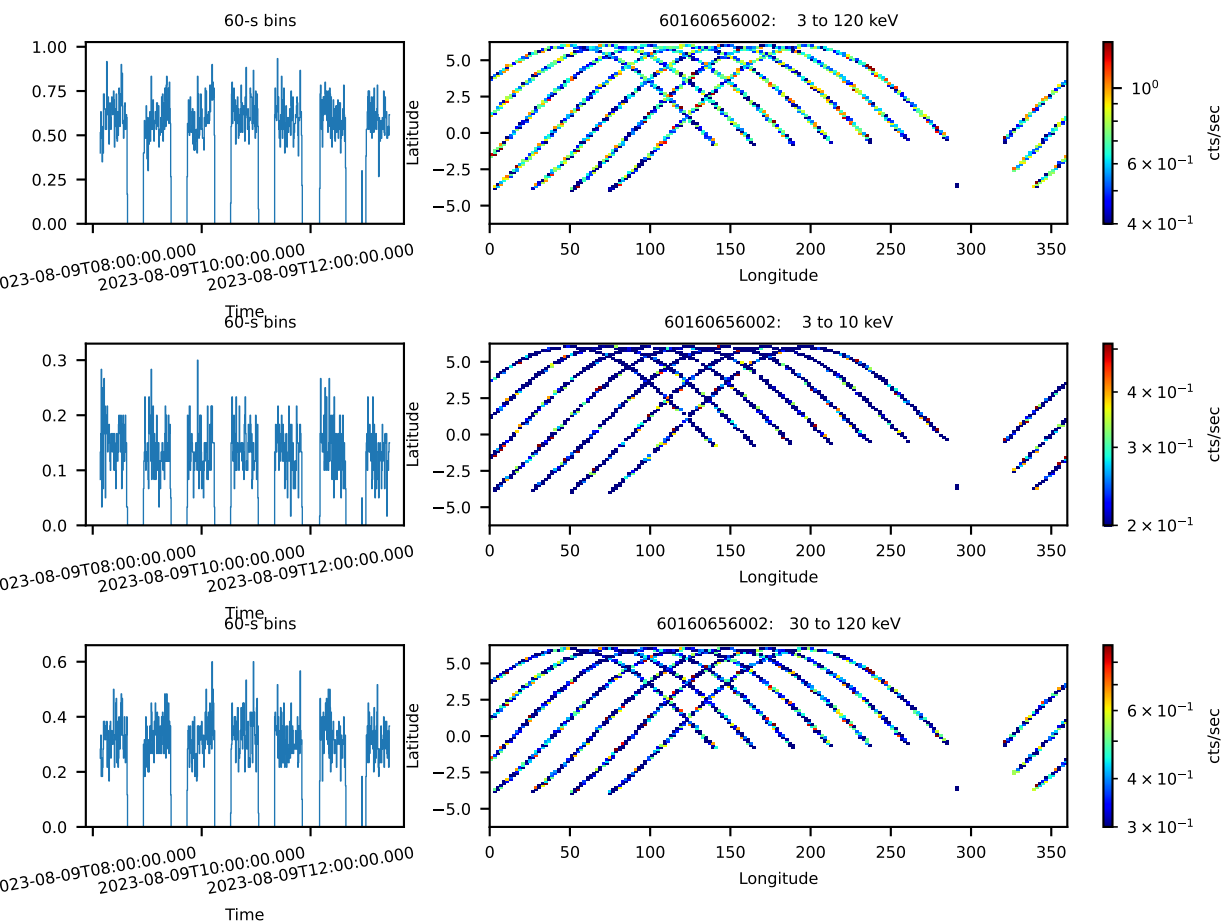 60-s bins
60160656002:    3 to 120 keV
1.00
0.75
0.50
0.25
0.00
Latitude
5.0
2.5
0.0
−2.5
−5.0
0 50 100 150 200 250 300 350
Longitude
10⁰
6 × 10⁻¹
4 × 10⁻¹
cts/sec
023-08-09T08:00:00.000
2023-08-09T10:00:00.000
2023-08-09T12:00:00.000
Time
60-s bins
60160656002:    3 to 10 keV
0.3
0.2
0.1
0.0
Latitude
5.0
2.5
0.0
−2.5
−5.0
0 50 100 150 200 250 300 350
Longitude
4 × 10⁻¹
3 × 10⁻¹
2 × 10⁻¹
cts/sec
023-08-09T08:00:00.000
2023-08-09T10:00:00.000
2023-08-09T12:00:00.000
Time
60-s bins
60160656002:   30 to 120 keV
0.6
0.4
0.2
0.0
Latitude
5.0
2.5
0.0
−2.5
−5.0
0 50 100 150 200 250 300 350
Longitude
6 × 10⁻¹
4 × 10⁻¹
3 × 10⁻¹
cts/sec
023-08-09T08:00:00.000
2023-08-09T10:00:00.000
2023-08-09T12:00:00.000
Time